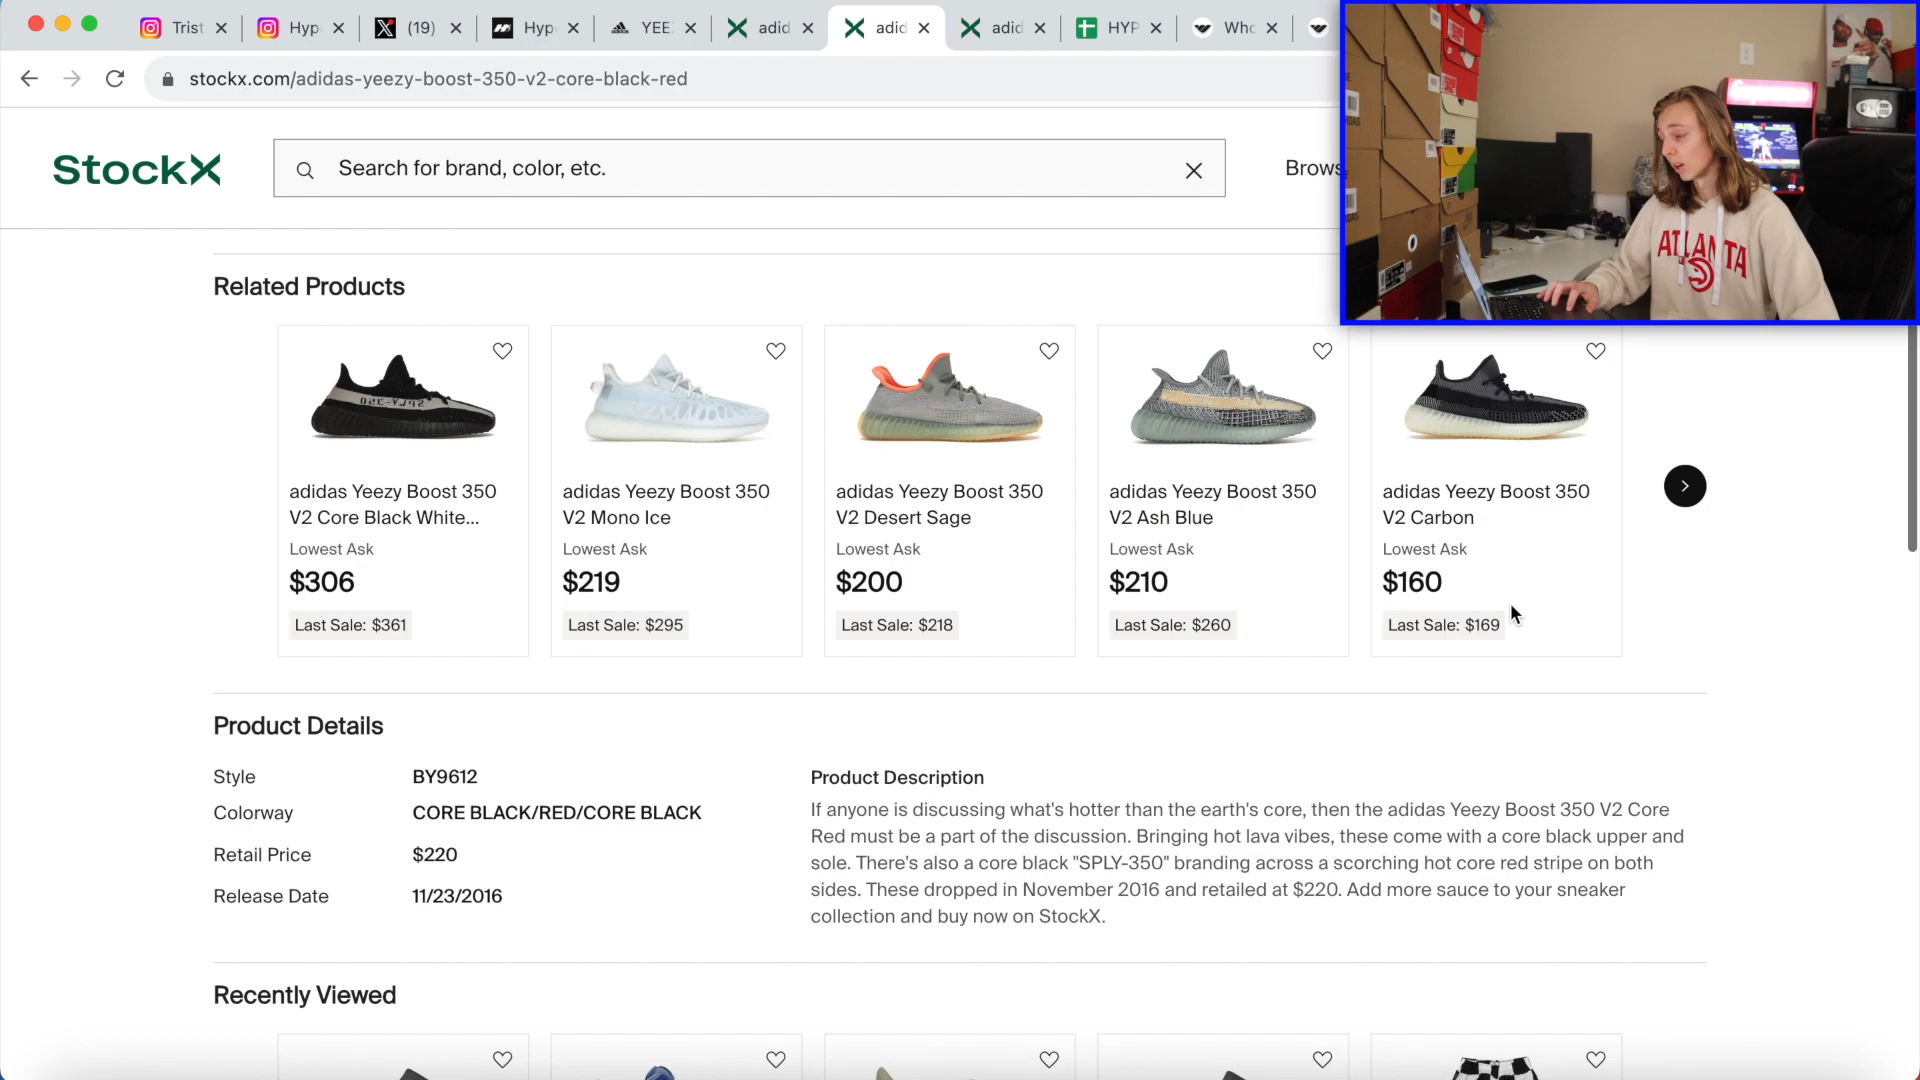 Trist
Hyp
(19)
Hyp
YEE
adid
adid
adid
HYP
Who
stockx.com/adidas-yeezy-boost-350-v2-core-black-red
StockX
Search for brand, color, etc.
Brows
ATLANTA
Related Products
SPLY-350
adidas Yeezy Boost 350
V2 Core Black White...
Lowest Ask
$306
Last Sale: $361
adidas Yeezy Boost 350
V2 Mono Ice
Lowest Ask
$219
Last Sale: $295
adidas Yeezy Boost 350
V2 Desert Sage
Lowest Ask
$200
Last Sale: $218
adidas Yeezy Boost 350
V2 Ash Blue
Lowest Ask
$210
Last Sale: $260
adidas Yeezy Boost 350
V2 Carbon
Lowest Ask
$160
Last Sale: $169
Product Details
Style BY9612
Colorway CORE BLACK/RED/CORE BLACK
Retail Price $220
Release Date 11/23/2016
Product Description
If anyone is discussing what's hotter than the earth's core, then the adidas Yeezy Boost 350 V2 Core
Red must be a part of the discussion. Bringing hot lava vibes, these come with a core black upper and
sole. There's also a core black "SPLY-350" branding across a scorching hot core red stripe on both
sides. These dropped in November 2016 and retailed at $220. Add more sauce to your sneaker
collection and buy now on StockX.
Recently Viewed